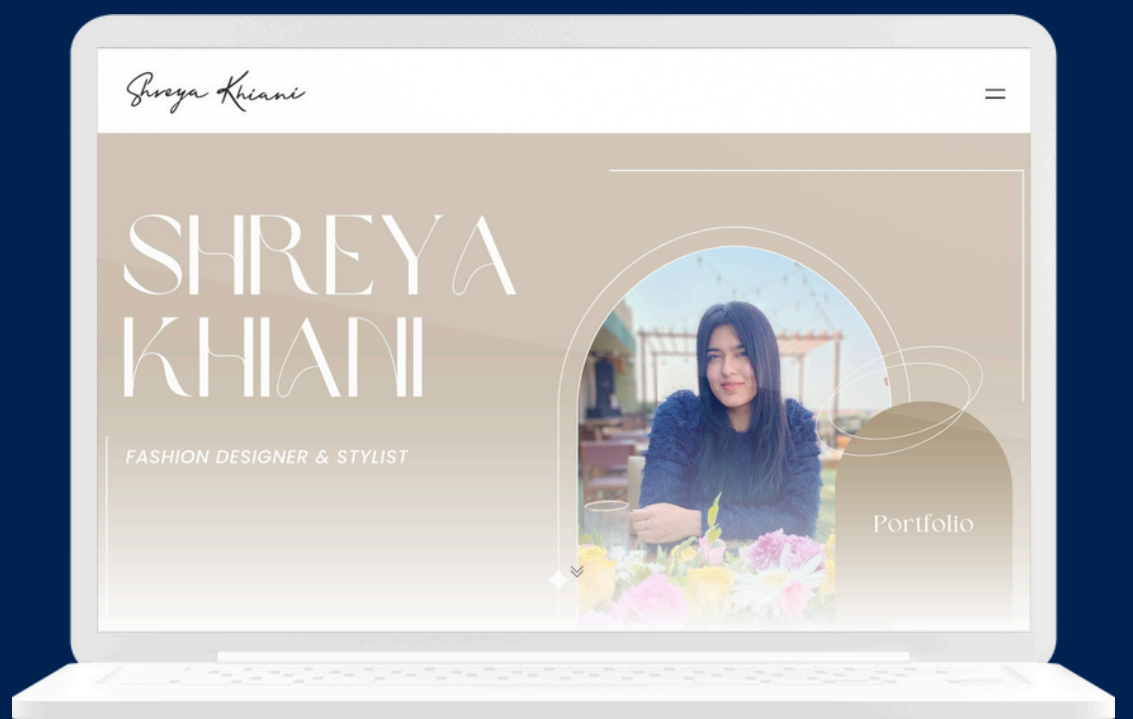 Shreya Khiani
SHREYA
KHIANI
FASHION DESIGNER & STYLIST
Portfolio